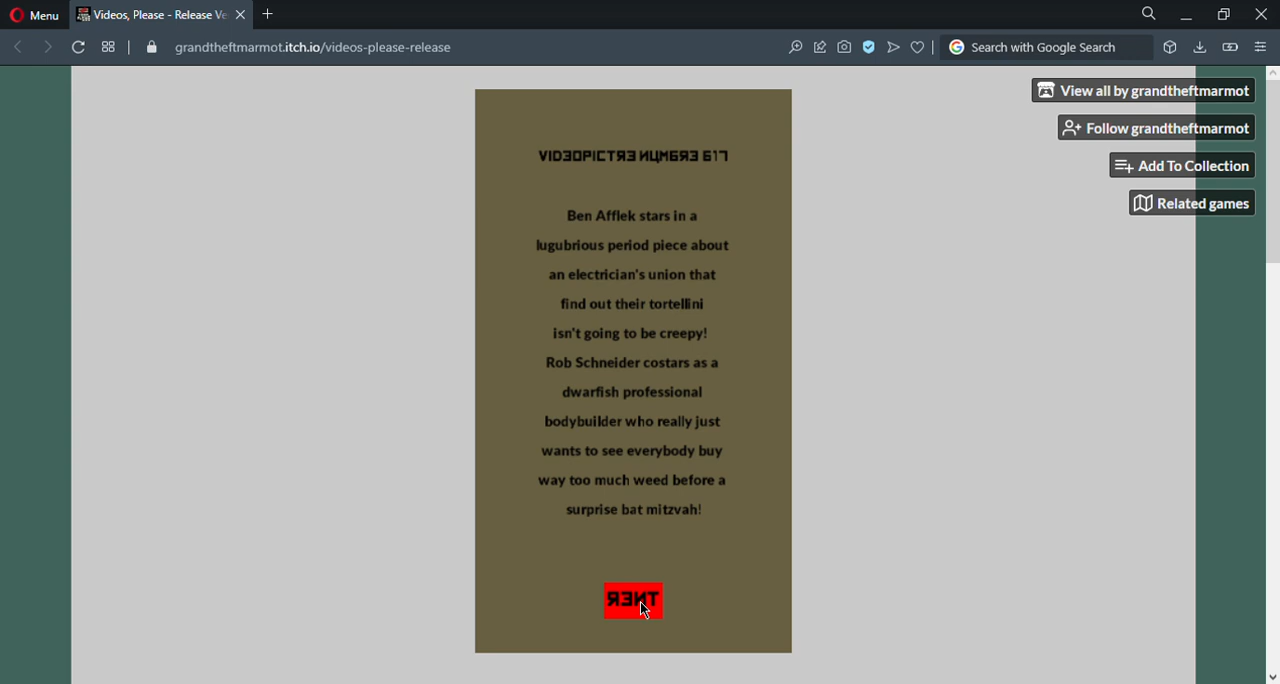 Menu
Videos, Please - Release Ve
grandtheftmarmot.itch.io/videos-please-release
Search with Google Search
View all by grandtheftmarmot
Follow grandtheftmarmot
Add To Collection
Related games
VIDƎOPICTЯƎ ИUMБЯƎ 617
Ben Afflek stars in a
lugubrious period piece about
an electrician's union that
find out their tortellini
isn't going to be creepy!
Rob Schneider costars as a
dwarfish professional
bodybuilder who really just
wants to see everybody buy
way too much weed before a
surprise bat mitzvah!
ЯƎИT